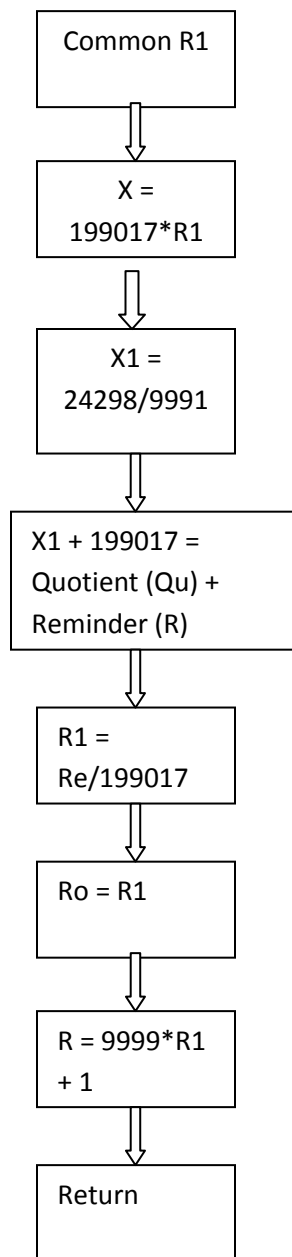 Common R1
X =
199017*R1
X1 =
24298/9991
X1 + 199017 =
Quotient (Qu) +
Reminder (R)
R1 =
Re/199017
Ro = R1
R = 9999*R1
+ 1
Return